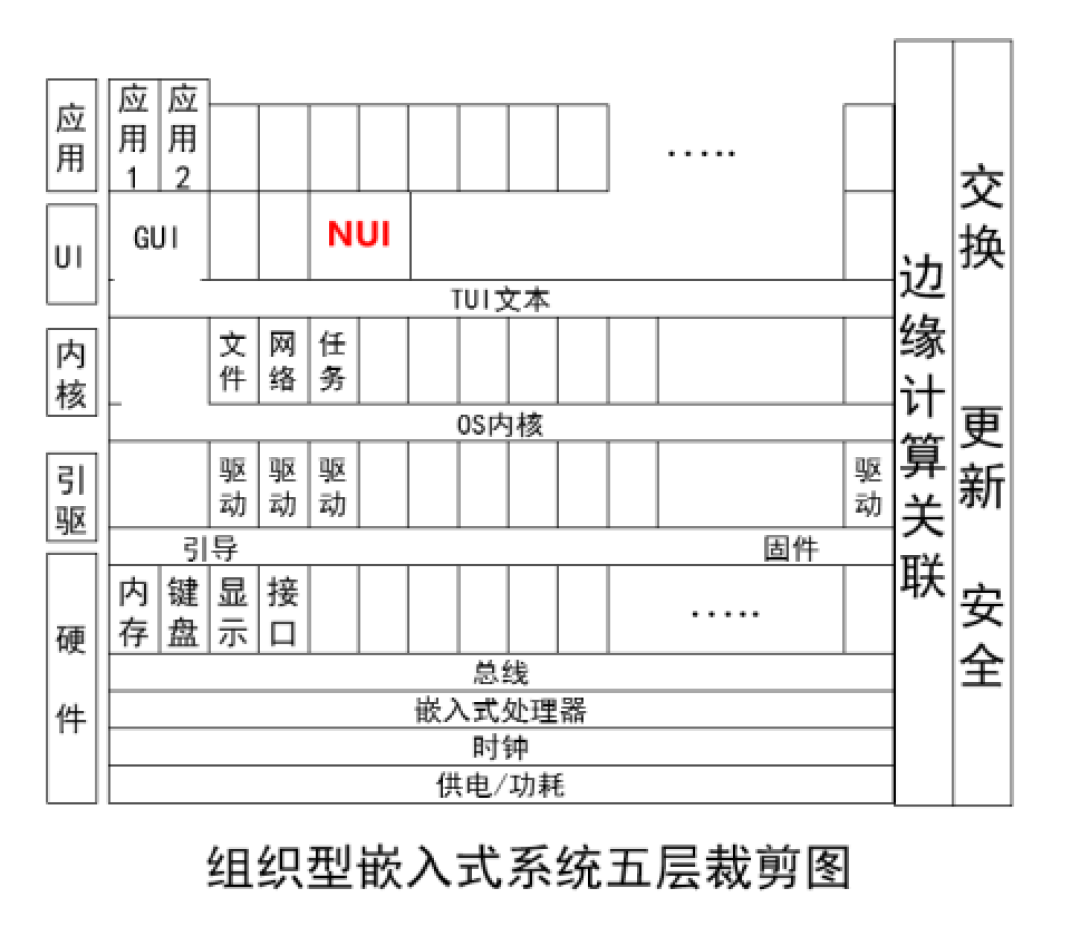 应用
应用1
应用2
.....
UI
GUI
NUI
TUI文本
内核
文件
网络
任务
OS内核
引驱
驱动
驱动
驱动
驱动
引导
固件
硬件
内存
键盘
显示
接口
.....
总线
嵌入式处理器
时钟
供电/功耗
边缘计算关联
交换 更新 安全
组织型嵌入式系统五层裁剪图